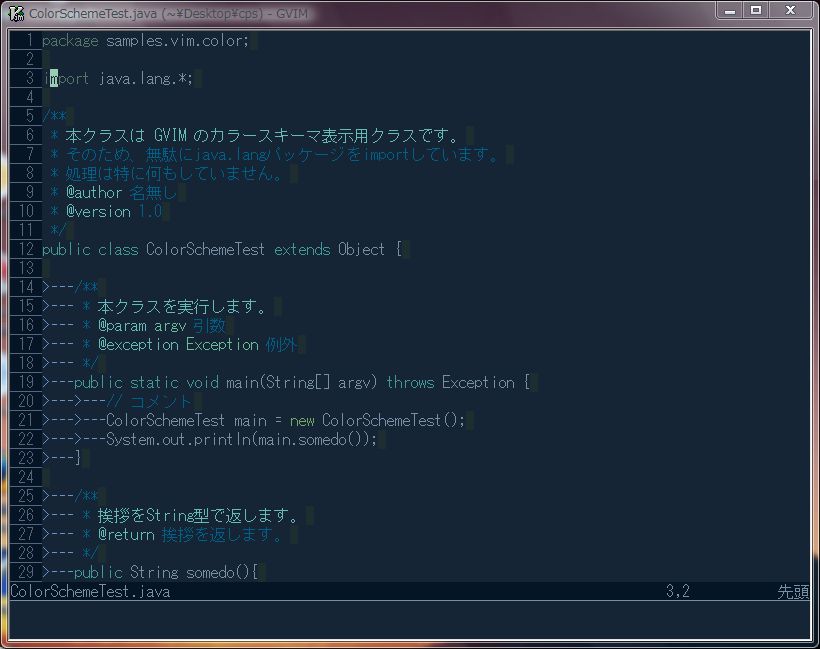 ColorSchemeTest.java (~¥Desktop¥cps) - GVIM
1 package samples.vim.color;
2
3 import java.lang.*;
4
5 /**
6  * 本クラスは GVIM のカラースキーマ表示用クラスです。
7  * そのため、無駄にjava.langパッケージをimportしています。
8  * 処理は特に何もしていません。
9  * @author 名無し
10  * @version 1.0
11  */
12 public class ColorSchemeTest extends Object {
13
14 >---/**
15 >--- * 本クラスを実行します。
16 >--- * @param argv 引数
17 >--- * @exception Exception 例外
18 >--- */
19 >---public static void main(String[] argv) throws Exception {
20 >--->---// コメント
21 >--->---ColorSchemeTest main = new ColorSchemeTest();
22 >--->---System.out.println(main.somedo());
23 >---}
24
25 >---/**
26 >--- * 挨拶をString型で返します。
27 >--- * @return 挨拶を返します。
28 >--- */
29 >---public String somedo(){
ColorSchemeTest.java 3,2 先頭